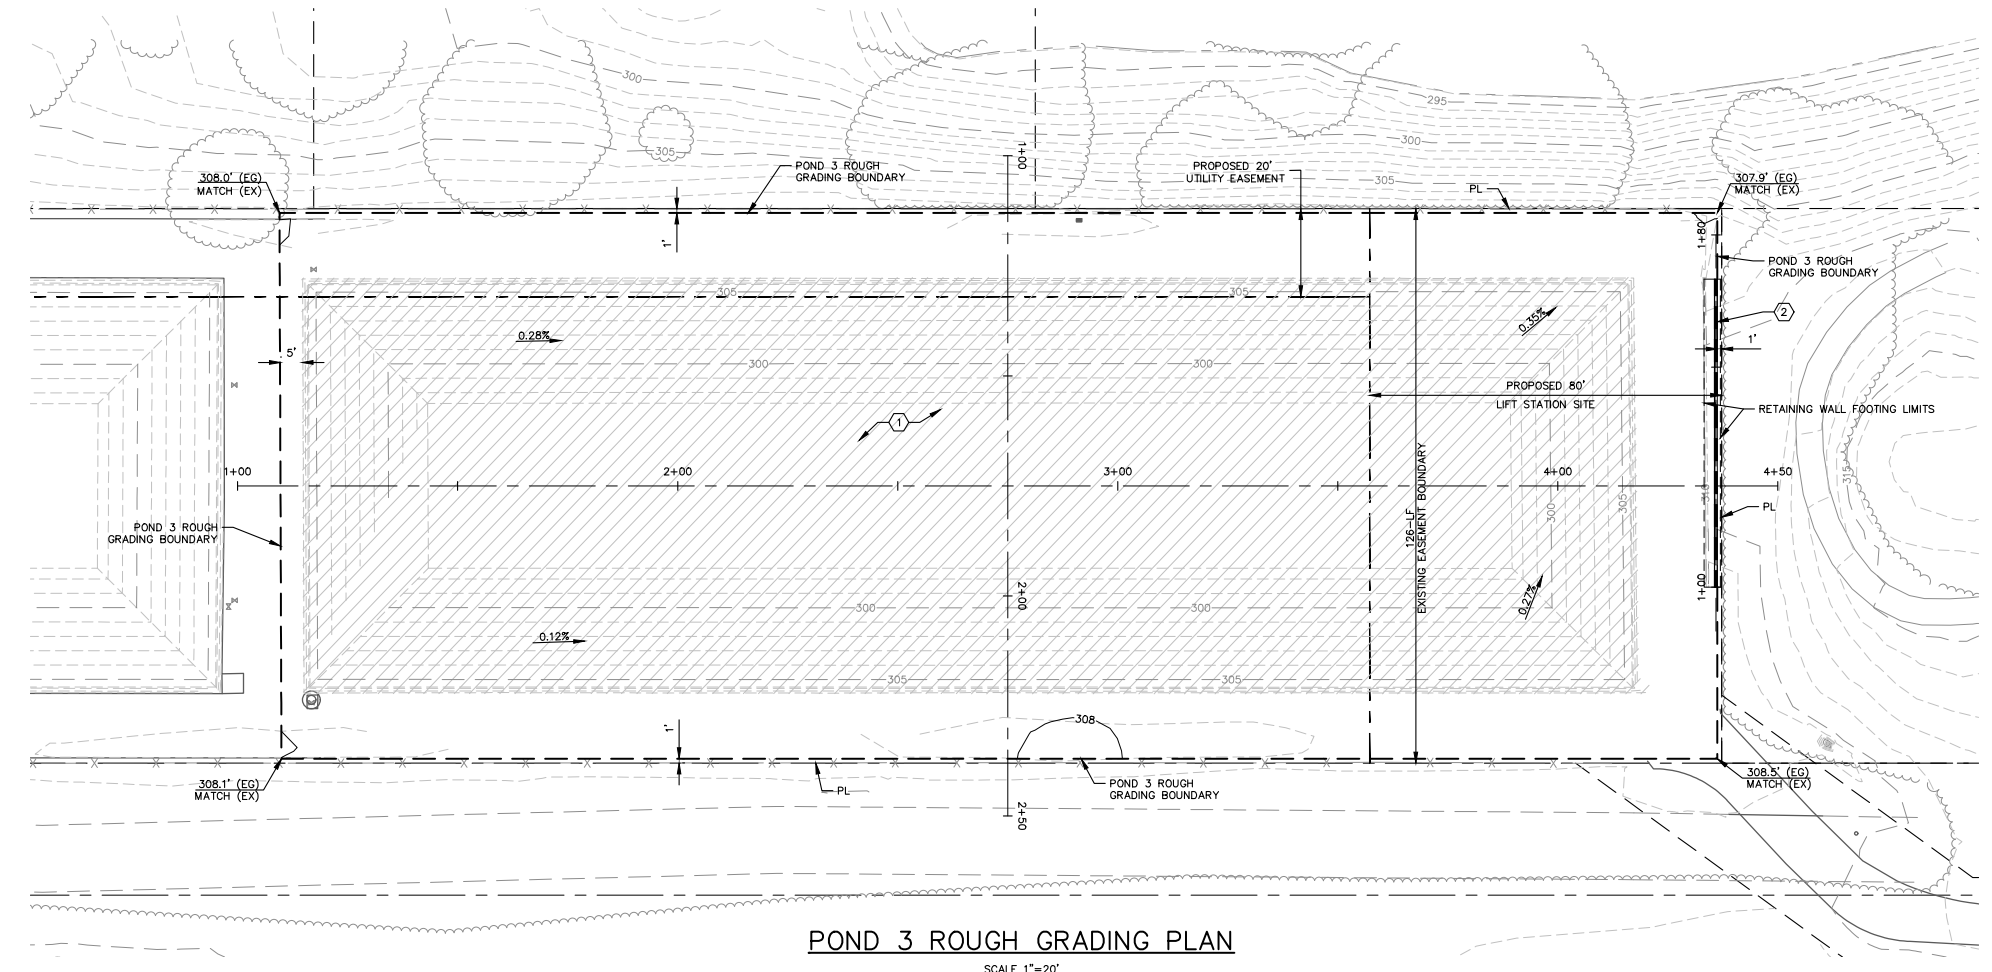 300
295
300
305
305
308.0' (EG)
MATCH (EX)
POND 3 ROUGH
GRADING BOUNDARY
1+00
PROPOSED 20'
UTILITY EASEMENT
PL
307.9' (EG)
MATCH (EX)
1'
1+80
POND 3 ROUGH
GRADING BOUNDARY
305
305
0.28%
0.35%
2
5'
1'
300
300
PROPOSED 80'
LIFT STATION SITE
RETAINING WALL FOOTING LIMITS
1
1+00
2+00
3+00
4+00
4+50
126-LF
EXISTING EASEMENT BOUNDARY
315
310
305
300
PL
POND 3 ROUGH
GRADING BOUNDARY
2+00
1+00
300
300
0.27%
0.12%
305
305
1'
308
308.1' (EG)
MATCH (EX)
PL
POND 3 ROUGH
GRADING BOUNDARY
308.5' (EG)
MATCH (EX)
2+50
POND 3 ROUGH GRADING PLAN
SCALE 1"=20'